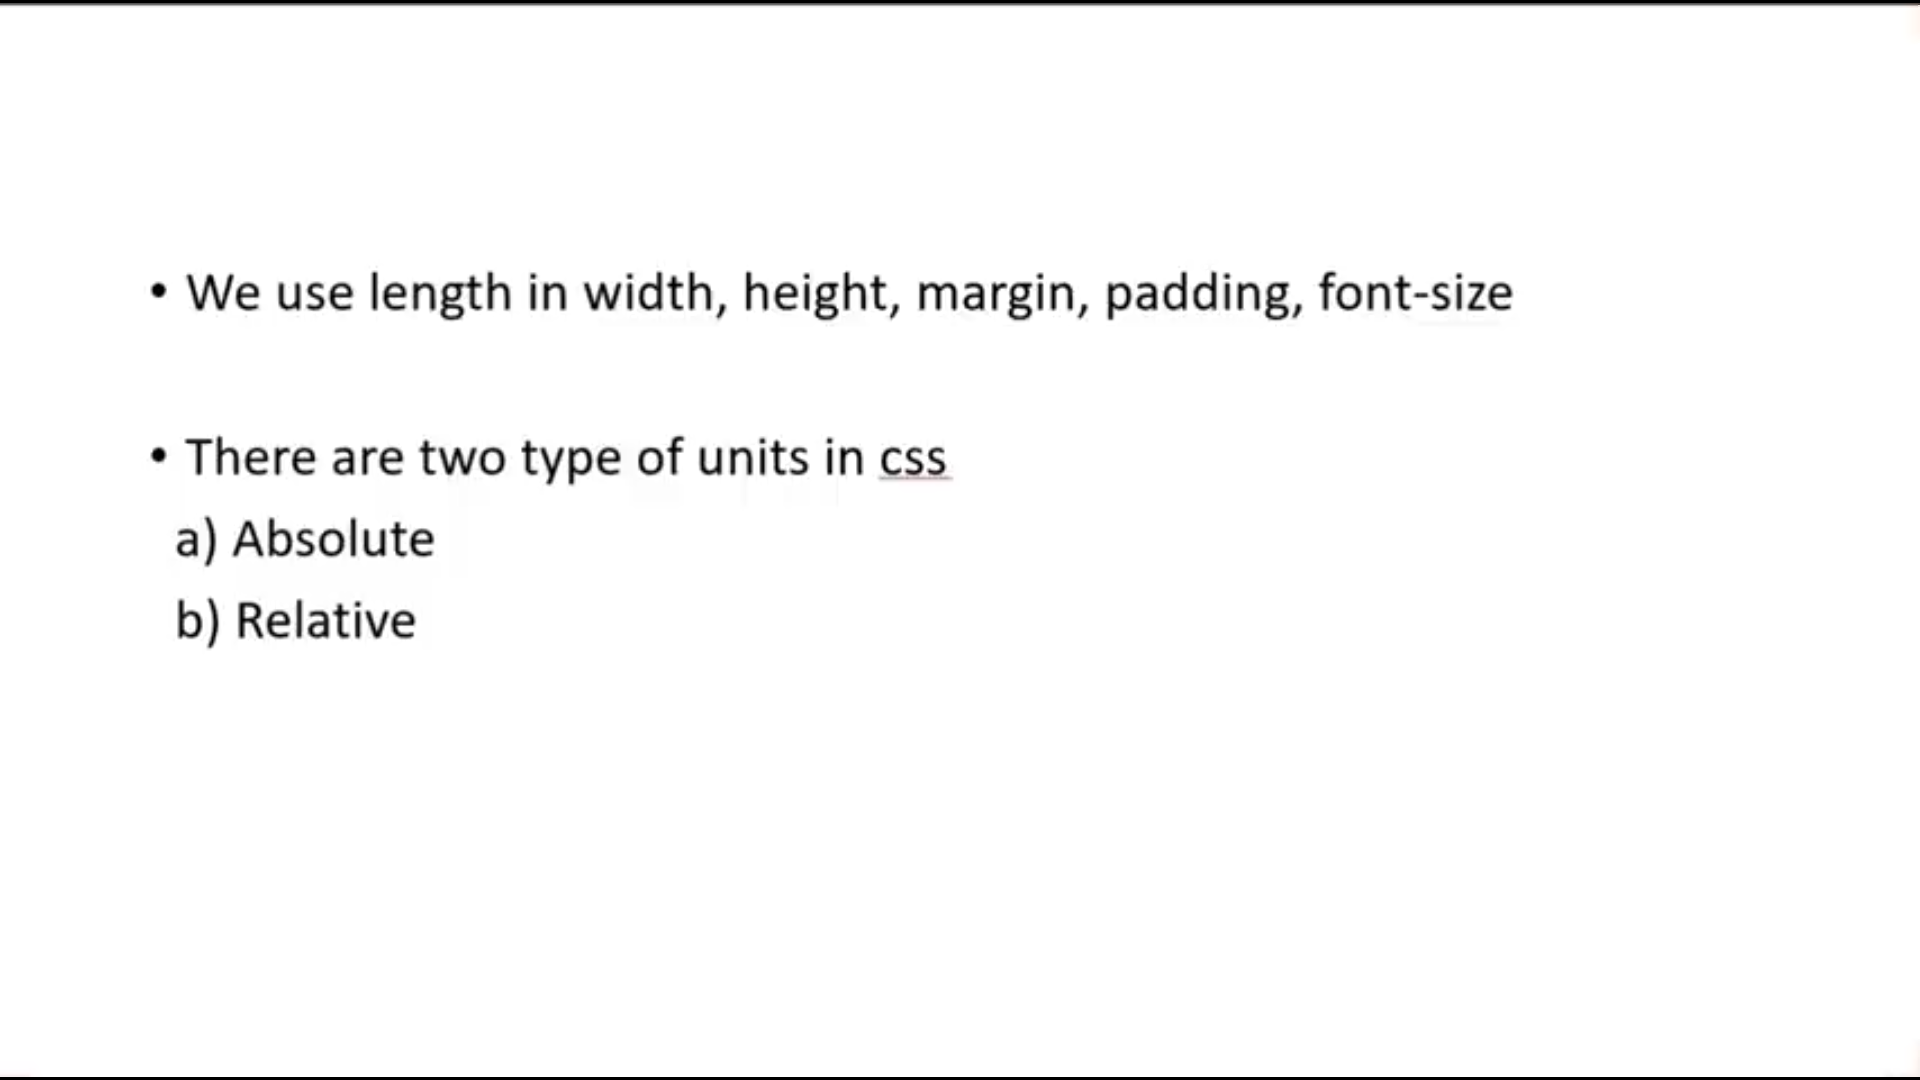 • We use length in width, height, margin, padding, font-size
• There are two type of units in css
a) Absolute
b) Relative